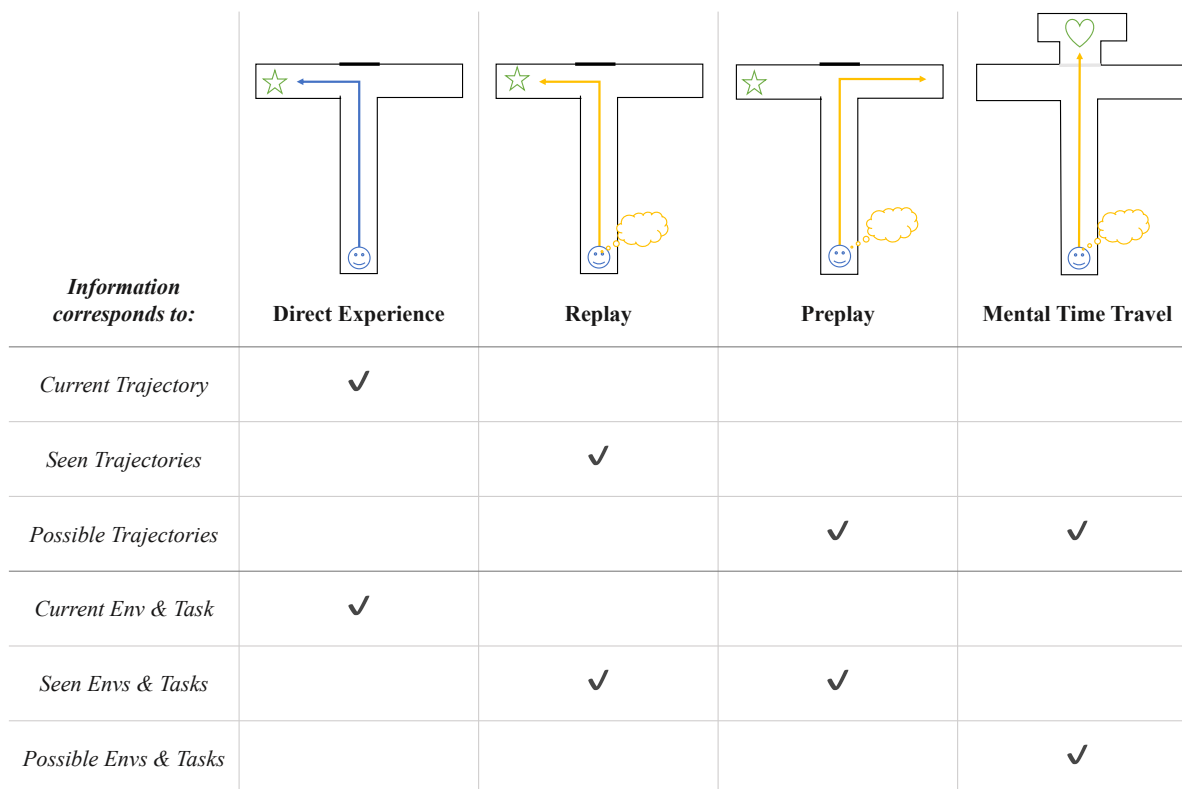 Information
corresponds to:
Direct Experience
Replay
Preplay
Mental Time Travel
Current Trajectory
Seen Trajectories
Possible Trajectories
Current Env & Task
Seen Envs & Tasks
Possible Envs & Tasks